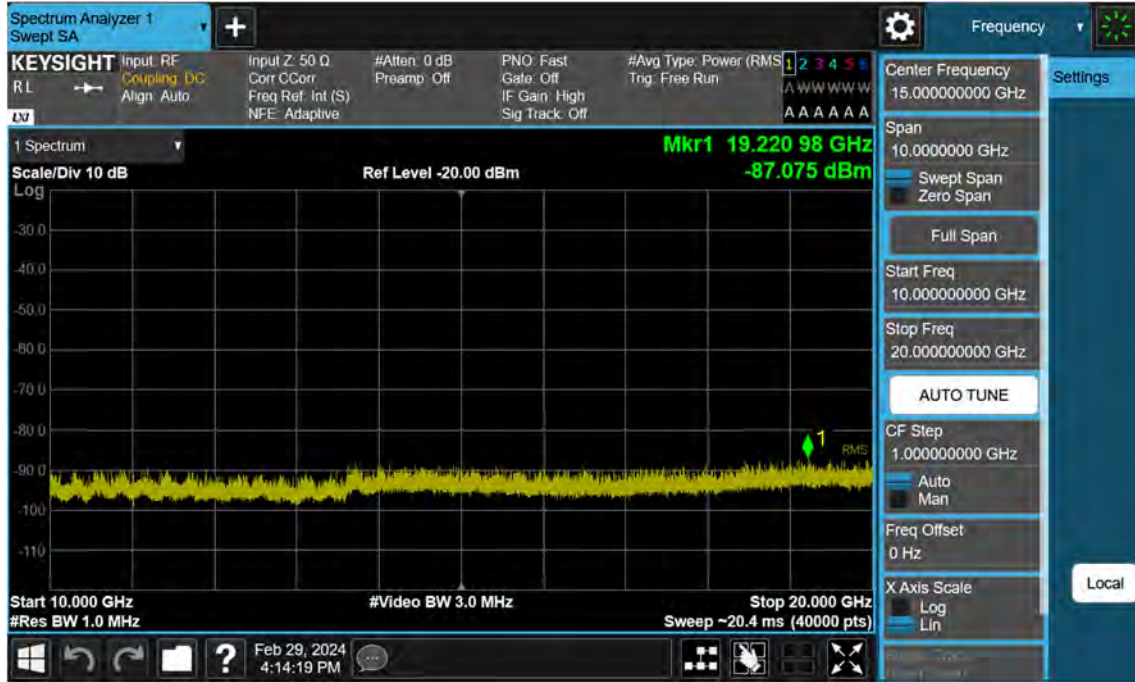 Spectrum Analyzer 1
Swept SA
Frequency
KEYSIGHT
Input: RF
Input Z: 50 Ω
#Atten: 0 dB
PNO: Fast
#Avg Type: Power (RMS
1 2 3 4 5 6
RL
Coupling: DC
Corr CCorr
Preamp: Off
Gate: Off
Trig: Free Run
A W W W W W
Align: Auto
Freq Ref: Int (S)
IF Gain: High
LXI
NFE: Adaptive
Sig Track: Off
A A A A A A
Center Frequency
15.000000000 GHz
Settings
1 Spectrum
Mkr1 19.220 98 GHz
Scale/Div 10 dB
Ref Level -20.00 dBm
-87.075 dBm
Log
-30.0
-40.0
-50.0
-60.0
-70.0
-80.0
-90.0
-100
-110
1
RMS
Start 10.000 GHz
#Video BW 3.0 MHz
Stop 20.000 GHz
#Res BW 1.0 MHz
Sweep ~20.4 ms (40000 pts)
Span
10.0000000 GHz
Swept Span
Zero Span
Full Span
Start Freq
10.000000000 GHz
Stop Freq
20.000000000 GHz
AUTO TUNE
CF Step
1.000000000 GHz
Auto
Man
Freq Offset
0 Hz
X Axis Scale
Log
Lin
Local
?
Feb 29, 2024
4:14:19 PM